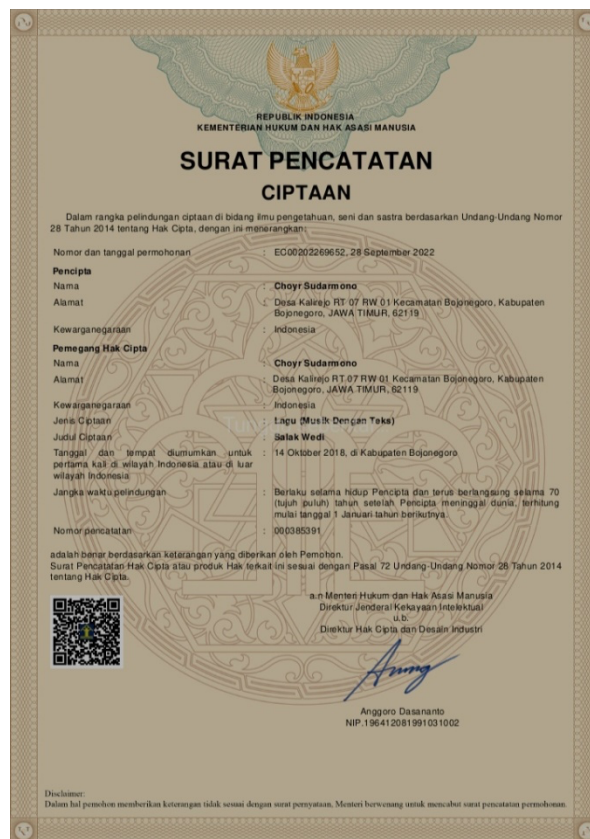 REPUBLIK INDONESIA
KEMENTERIAN HUKUM DAN HAK ASASI MANUSIA
SURAT PENCATATAN
CIPTAAN
Dalam rangka pelindungan ciptaan di bidang ilmu pengetahuan, seni dan sastra berdasarkan Undang-Undang Nomor
28 Tahun 2014 tentang Hak Cipta, dengan ini menerangkan:
Nomor dan tanggal permohonan : EC00202269652, 28 September 2022
Pencipta
Nama : Choyr Sudarmono
Alamat : Desa Kalirejo RT 07 RW 01 Kecamatan Bojonegoro, Kabupaten
Bojonegoro, JAWA TIMUR, 62119
Kewarganegaraan : Indonesia
Pemegang Hak Cipta
Nama : Choyr Sudarmono
Alamat : Desa Kalirejo RT 07 RW 01 Kecamatan Bojonegoro, Kabupaten
Bojonegoro, JAWA TIMUR, 62119
Kewarganegaraan : Indonesia
Jenis Ciptaan : Lagu (Musik Dengan Teks)
Judul Ciptaan : Salak Wedi
Tanggal dan tempat diumumkan untuk : 14 Oktober 2018, di Kabupaten Bojonegoro
pertama kali di wilayah Indonesia atau di luar
wilayah Indonesia
Jangka waktu pelindungan : Berlaku selama hidup Pencipta dan terus berlangsung selama 70
(tujuh puluh) tahun setelah Pencipta meninggal dunia, terhitung
mulai tanggal 1 Januari tahun berikutnya.
Nomor pencatatan : 000385391
adalah benar berdasarkan keterangan yang diberikan oleh Pemohon.
Surat Pencatatan Hak Cipta atau produk Hak terkait ini sesuai dengan Pasal 72 Undang-Undang Nomor 28 Tahun 2014
tentang Hak Cipta.
a.n Menteri Hukum dan Hak Asasi Manusia
Direktur Jenderal Kekayaan Intelektual
u.b.
Direktur Hak Cipta dan Desain Industri
Anggoro Dasananto
NIP.196412081991031002
Disclaimer:
Dalam hal pemohon memberikan keterangan tidak sesuai dengan surat pernyataan, Menteri berwenang untuk mencabut surat pencatatan permohonan.